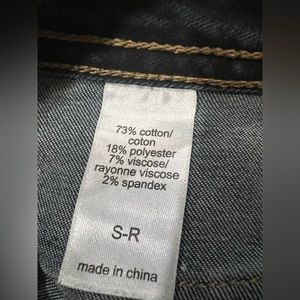 73% cotton/
coton
18% polyester
7% viscose/
rayonne viscose
2% spandex
S-R
made in china